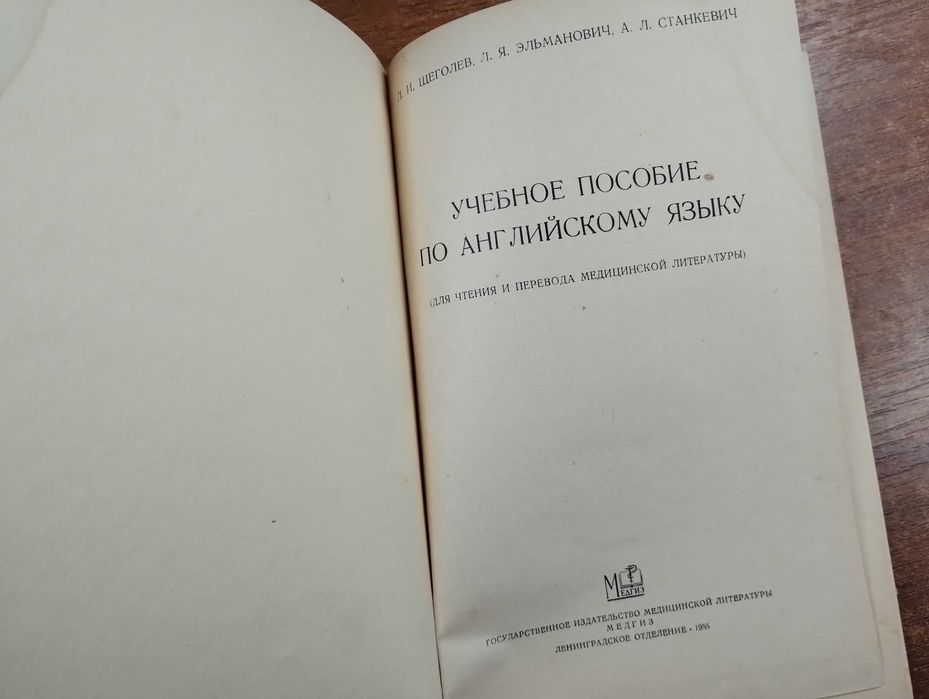 Л. И. ЩЕГОЛЕВ, Л. Я. ЭЛЬМАНОВИЧ, А. Л. СТАНКЕВИЧ
УЧЕБНОЕ ПОСОБИЕ
ПО АНГЛИЙСКОМУ ЯЗЫКУ
(ДЛЯ ЧТЕНИЯ И ПЕРЕВОДА МЕДИЦИНСКОЙ ЛИТЕРАТУРЫ)
МЕДГИЗ
ГОСУДАРСТВЕННОЕ ИЗДАТЕЛЬСТВО МЕДИЦИНСКОЙ ЛИТЕРАТУРЫ
МЕДГИЗ
ЛЕНИНГРАДСКОЕ ОТДЕЛЕНИЕ • 1955